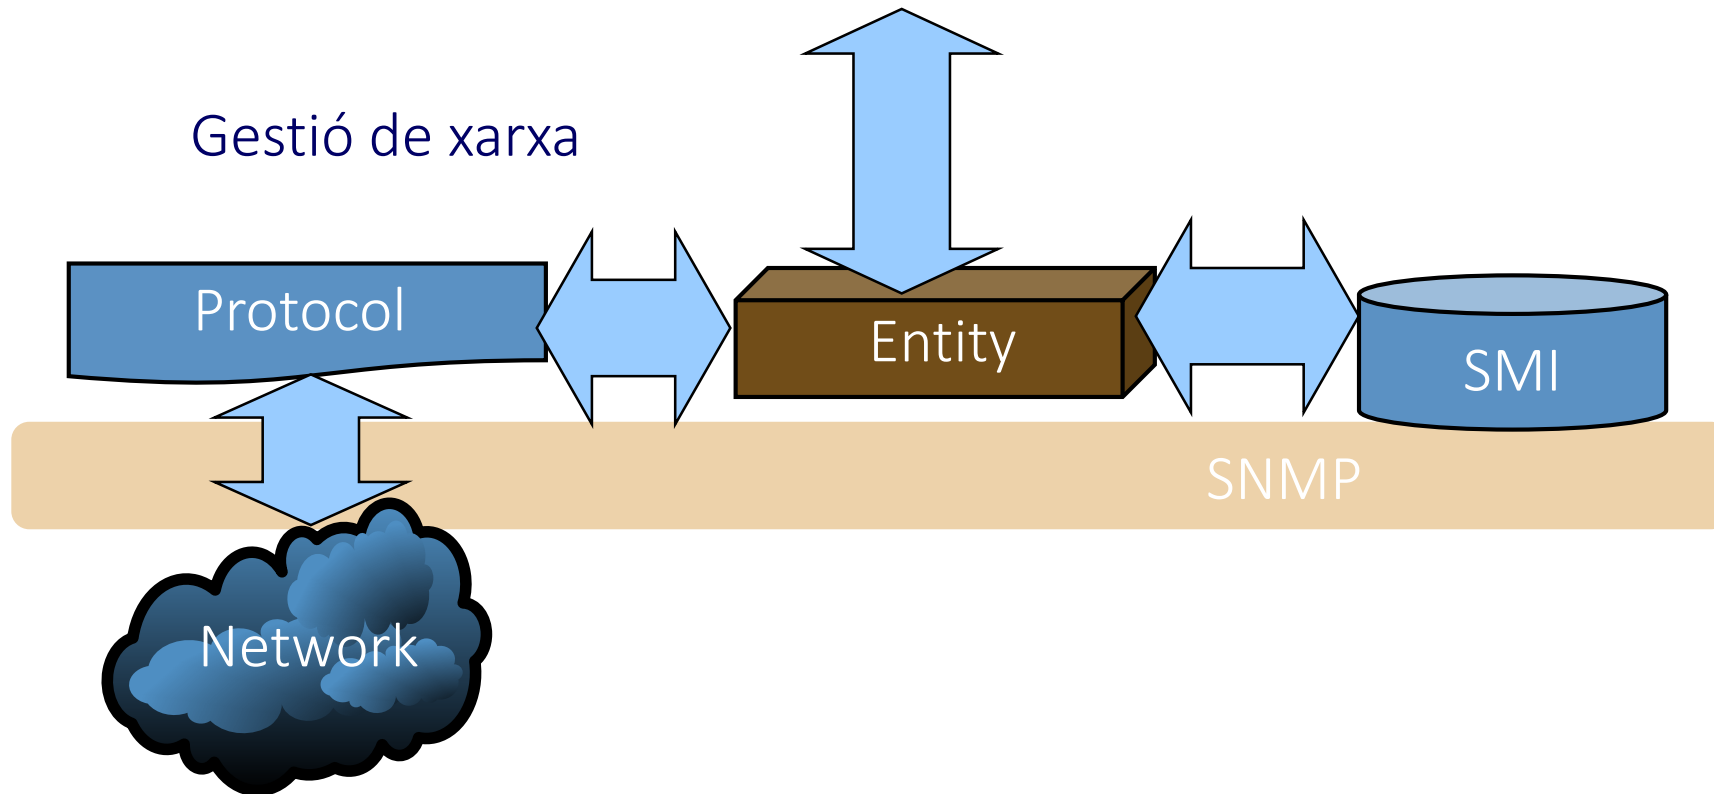 Gestió de xarxa
Protocol
Entity
SMI
SNMP
Network